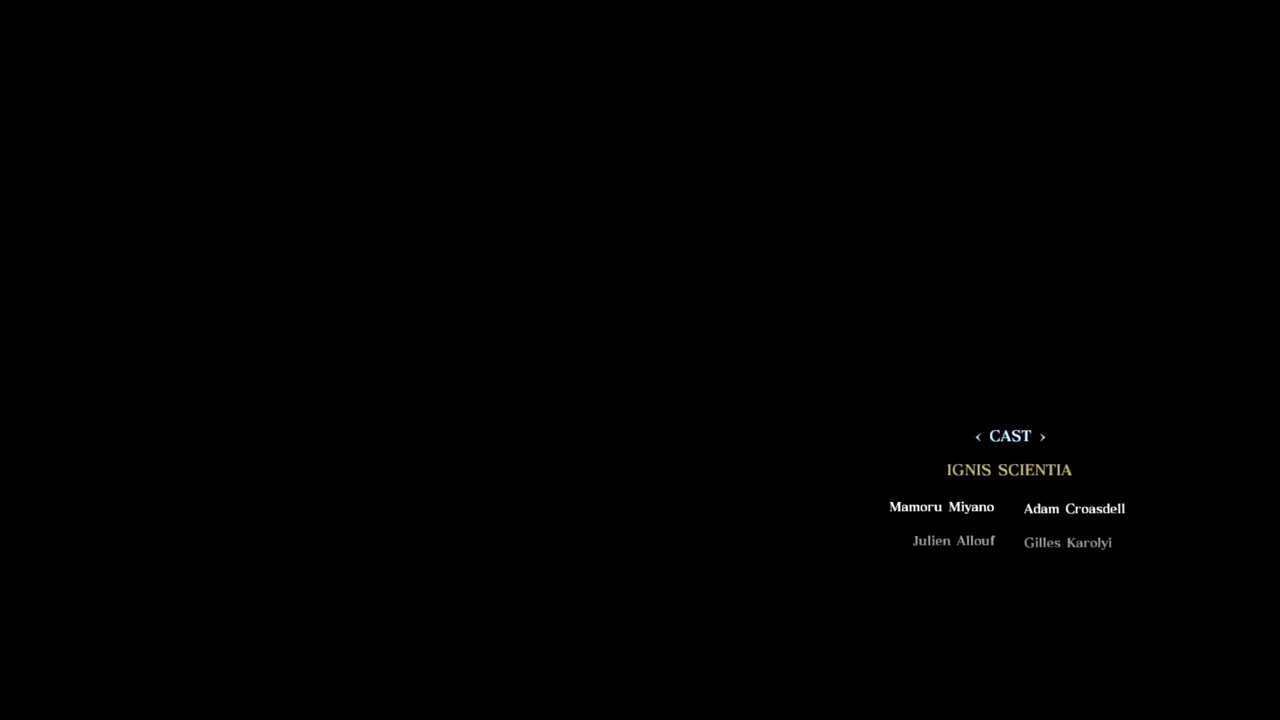 ‹ CAST ›
IGNIS SCIENTIA
Mamoru Miyano Adam Croasdell
Julien Allouf Gilles Karolyi